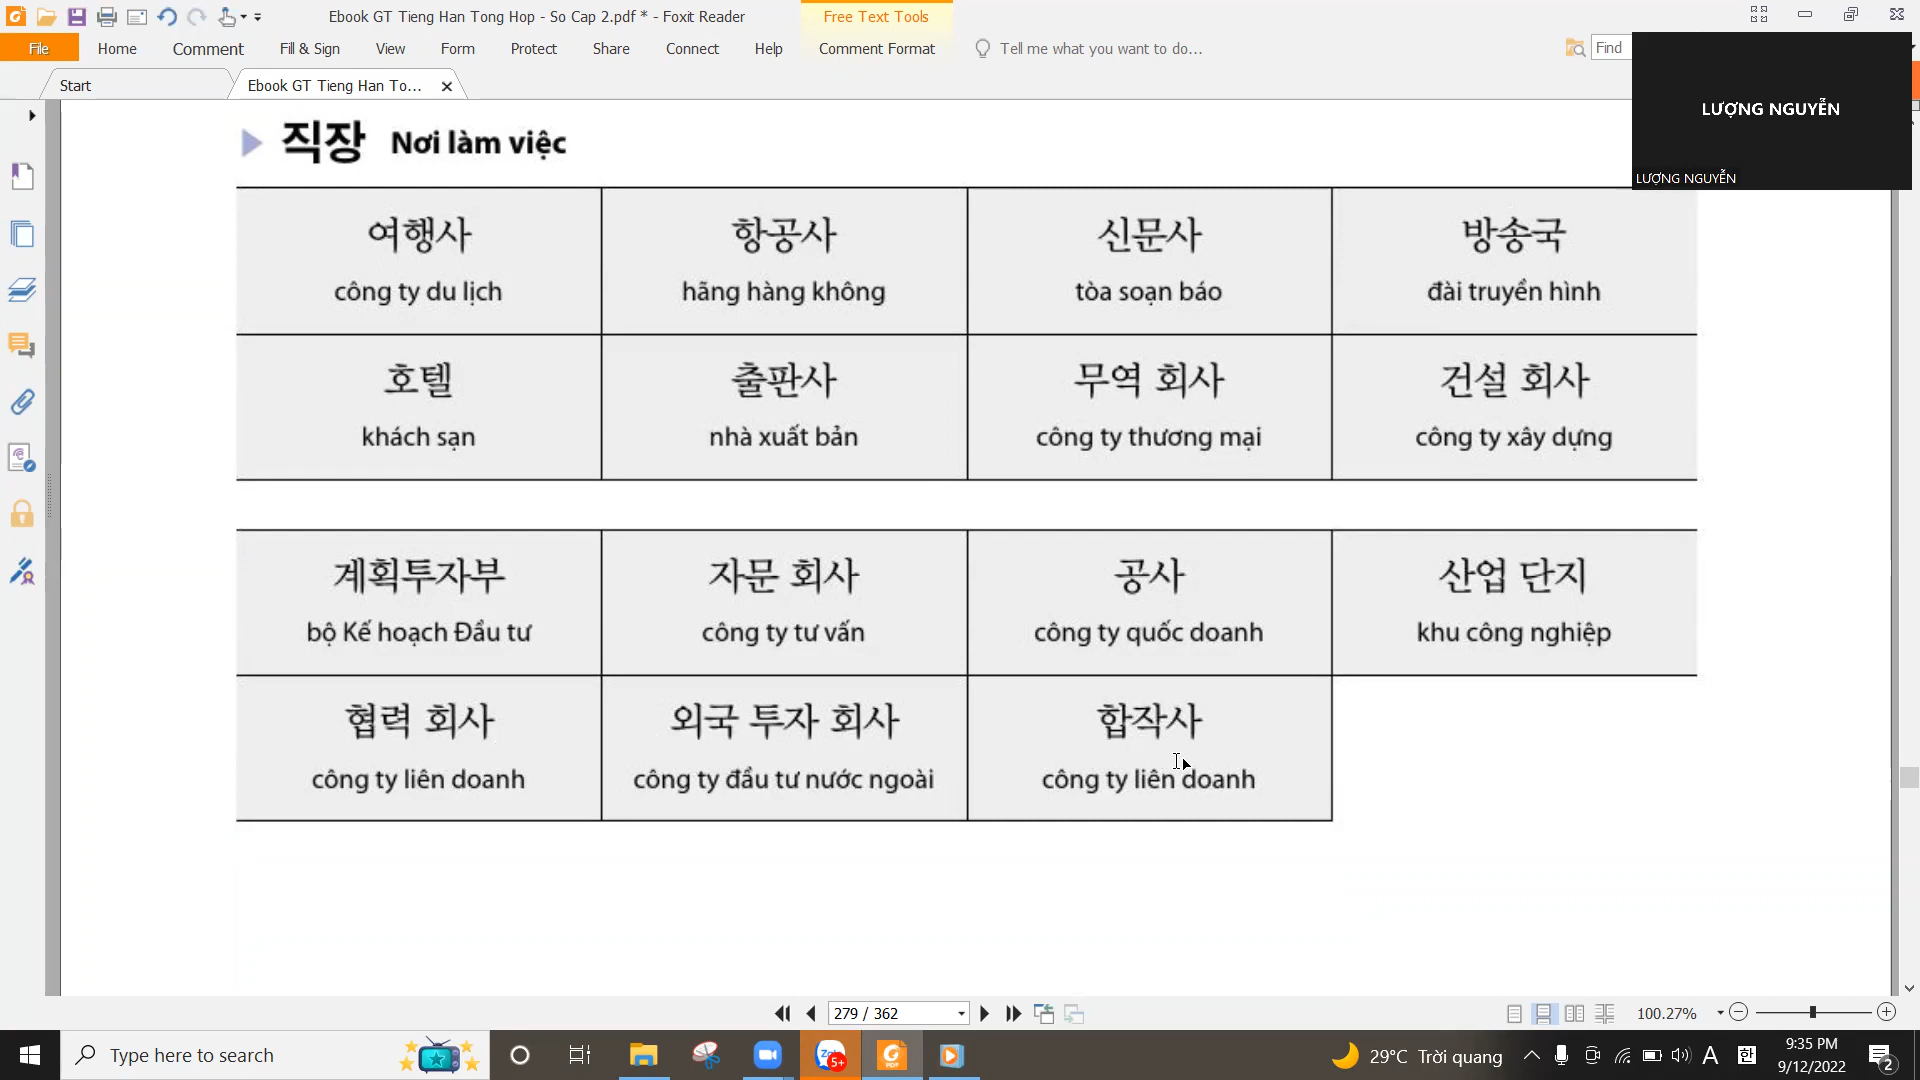 Ebook GT Tieng Han Tong Hop - So Cap 2.pdf * - Foxit Reader
Free Text Tools
File Home Comment Fill & Sign View Form Protect Share Connect Help Comment Format Tell me what you want to do... Find
Start Ebook GT Tieng Han To...
LƯỢNG NGUYỄN
LƯỢNG NGUYỄN
직장 Nơi làm việc
여행사 항공사 신문사 방송국
công ty du lịch hãng hàng không tòa soạn báo đài truyền hình
호텔 출판사 무역 회사 건설 회사
khách sạn nhà xuất bản công ty thương mại công ty xây dựng
계획투자부 자문 회사 공사 산업 단지
bộ Kế hoạch Đầu tư công ty tư vấn công ty quốc doanh khu công nghiệp
협력 회사 외국 투자 회사 합작사
công ty liên doanh công ty đầu tư nước ngoài công ty liên doanh
279 / 362
100.27%
Type here to search
5+
29°C Trời quang
A 한
9:35 PM
9/12/2022
2